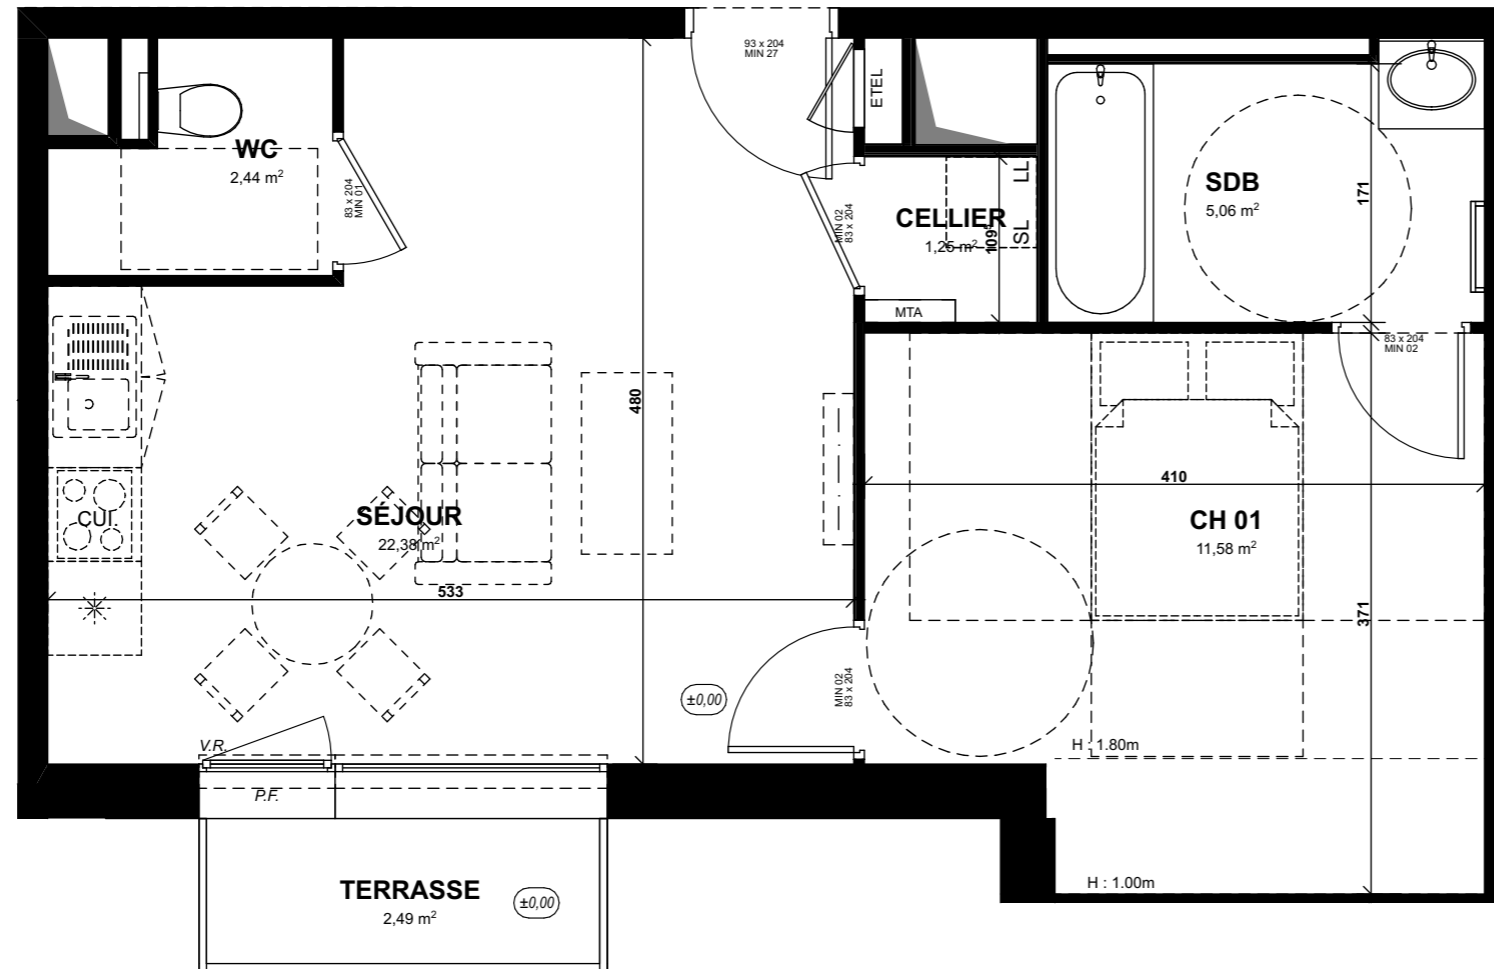 93 x 204
MIN 27
ETEL
WC
2,44 m²
83 x 204
MIN 01
MIN 02
83 x 204
CELLIER
1,25 m²
109⁵
LL
SL
MTA
SDB
5,06 m²
171
83 x 204
MIN 02
480
410
CUI.
SÉJOUR
22,38 m²
CH 01
11,58 m²
533
371
MIN 02
83 x 204
±0,00
V.R.
H : 1.80m
P.F.
H : 1.00m
TERRASSE
2,49 m²
±0,00